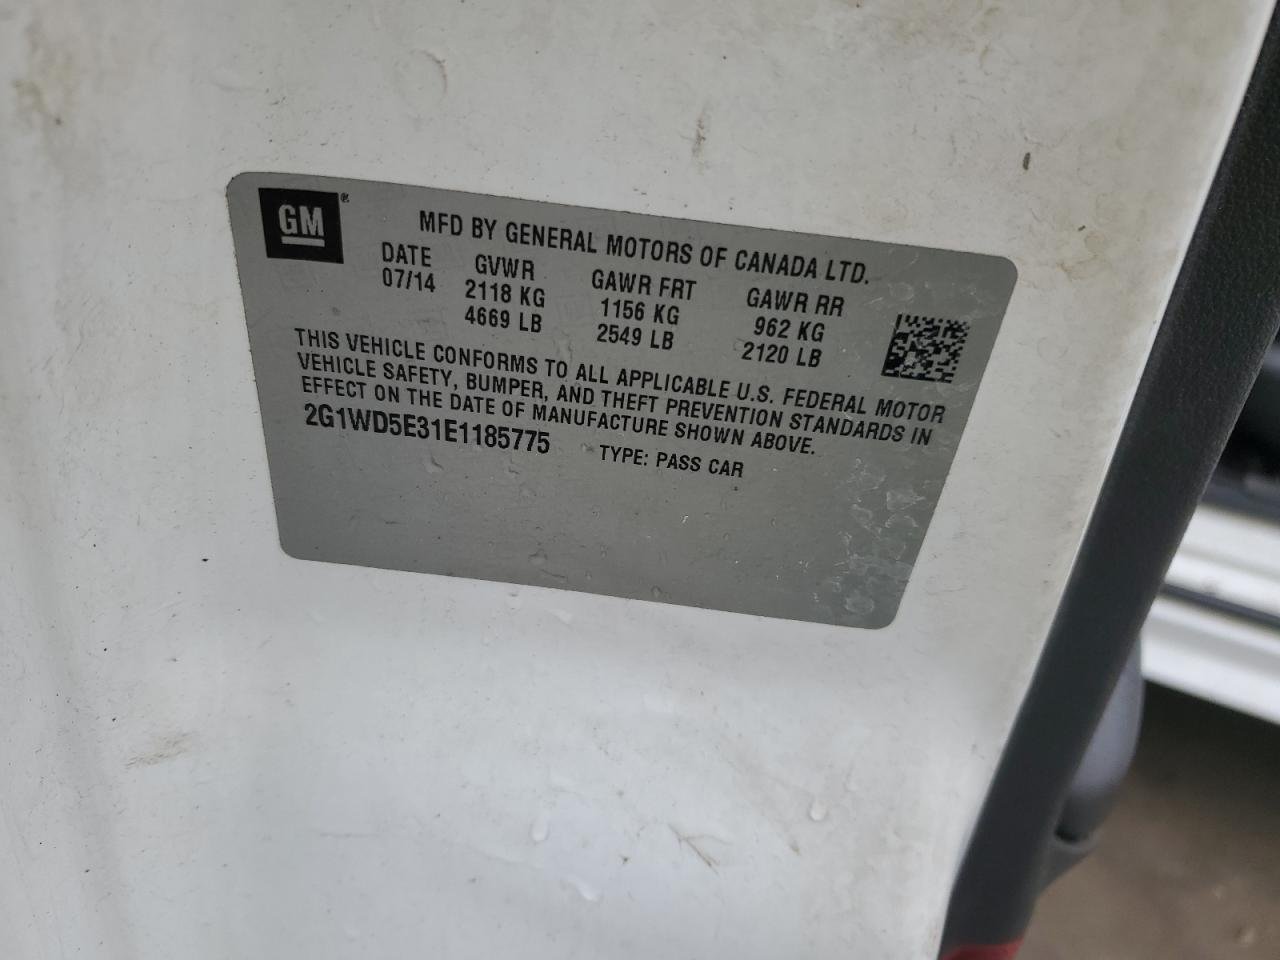 GM®
MFD BY GENERAL MOTORS OF CANADA LTD.
DATE GVWR GAWR FRT GAWR RR
07/14 2118 KG 1156 KG 962 KG
4669 LB 2549 LB 2120 LB
THIS VEHICLE CONFORMS TO ALL APPLICABLE U.S. FEDERAL MOTOR
VEHICLE SAFETY, BUMPER, AND THEFT PREVENTION STANDARDS IN
EFFECT ON THE DATE OF MANUFACTURE SHOWN ABOVE.
2G1WD5E31E1185775 TYPE: PASS CAR